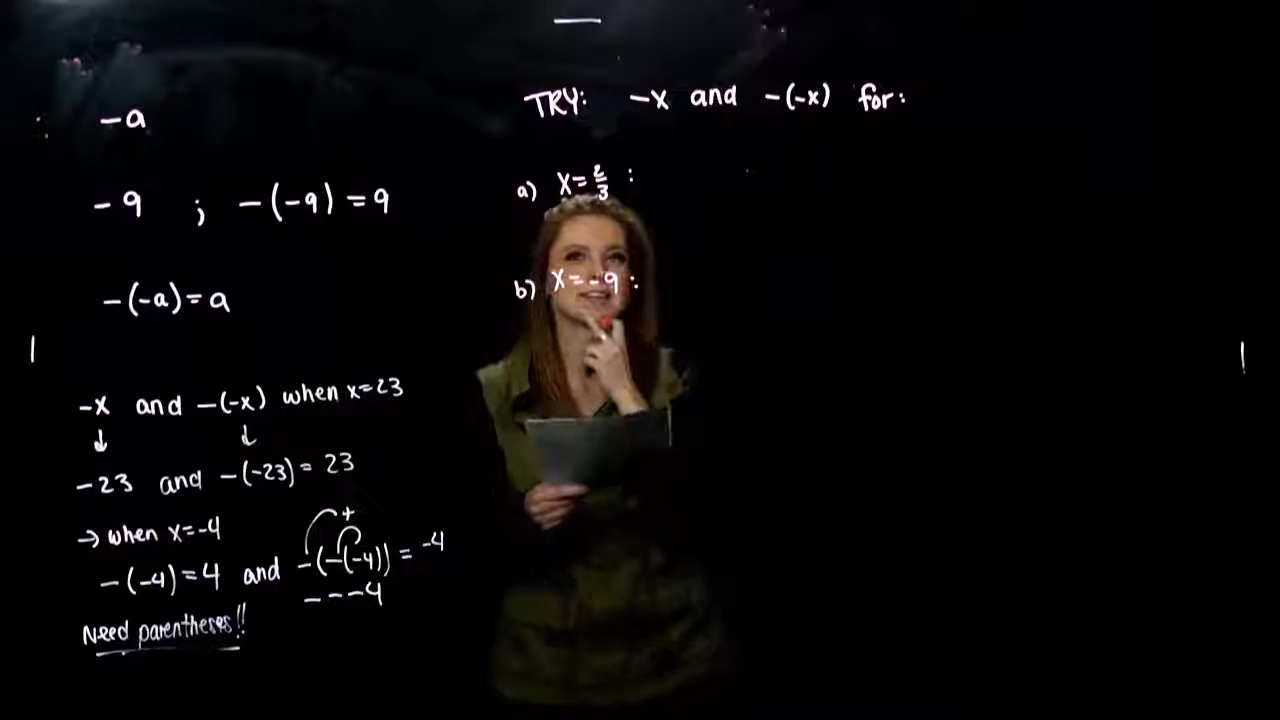 -a
-9 ; -(-9) = 9
-(-a) = a
-x and -(-x) when x=23
↓ ↓
-23 and -(-23) = 23
→ when x=-4
+
-(-4) = 4 and -(-(-4)) = -4
- - -4
Need parentheses!!
TRY: -x and -(-x) for:
a) x = 2/3 :
b) x = -9 :